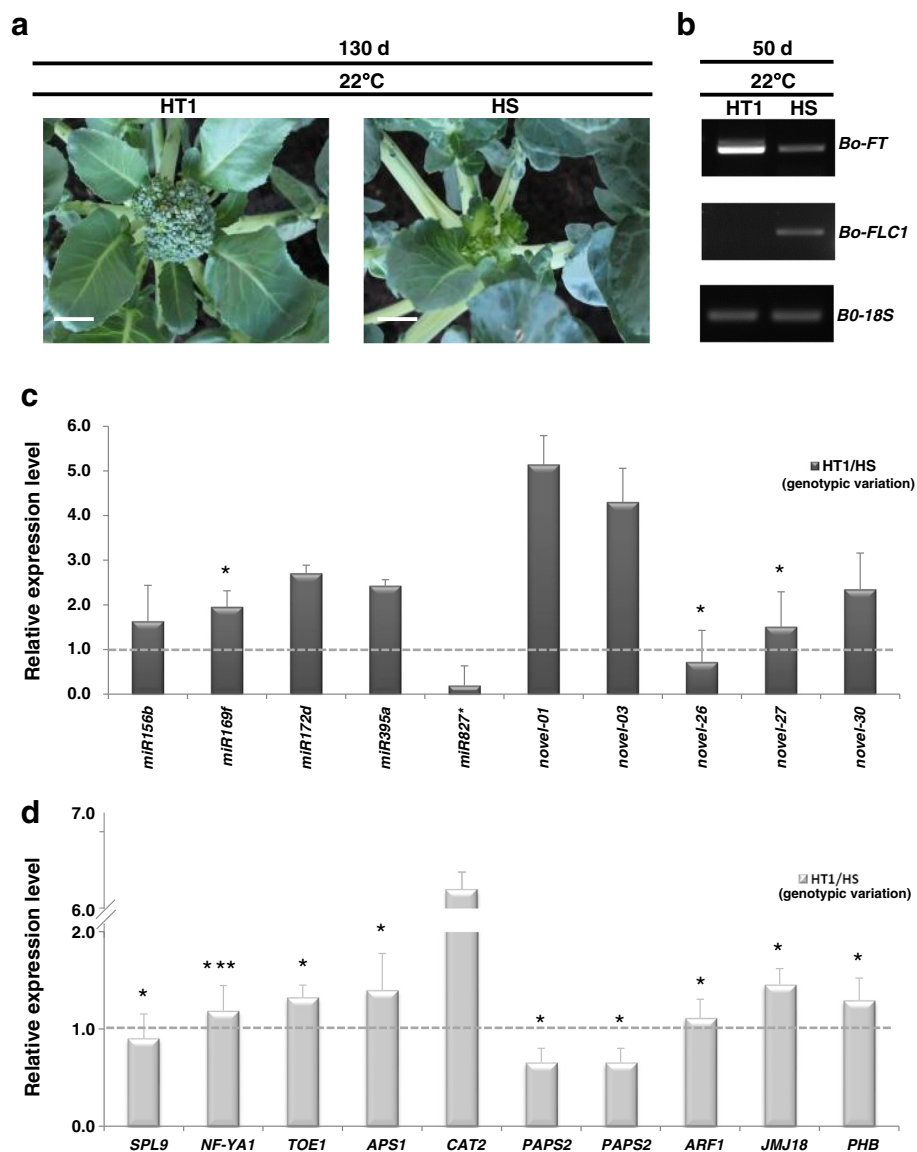 a
130 d
22°C
HT1 HS
b
50 d
22°C
HT1 HS
Bo-FT
Bo-FLC1
B0-18S
c
Relative expression level
6.0
5.0
4.0
3.0
2.0
1.0
0.0
HT1/HS
(genotypic variation)
*
*
*
miR156b
miR169f
miR172d
miR395a
miR827*
novel-01
novel-03
novel-26
novel-27
novel-30
d
Relative expression level
7.0
6.0
2.0
1.0
0.0
HT1/HS
(genotypic variation)
*
***
*
*
*
*
*
*
*
SPL9 NF-YA1 TOE1 APS1 CAT2 PAPS2 PAPS2 ARF1 JMJ18 PHB